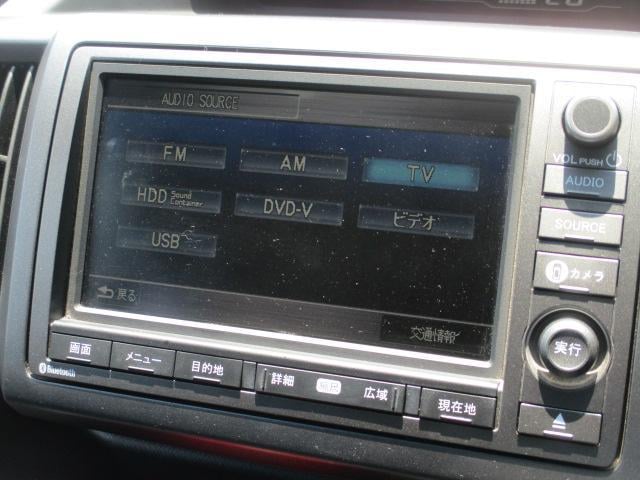 AUDIO SOURCE
FM AM TV
HDD Sound Container DVD-V ビデオ
USB
戻る
交通情報
VOL PUSH
AUDIO
SOURCE
カメラ
実行
画面 メニュー 目的地 詳細 広域 現在地
Bluetooth